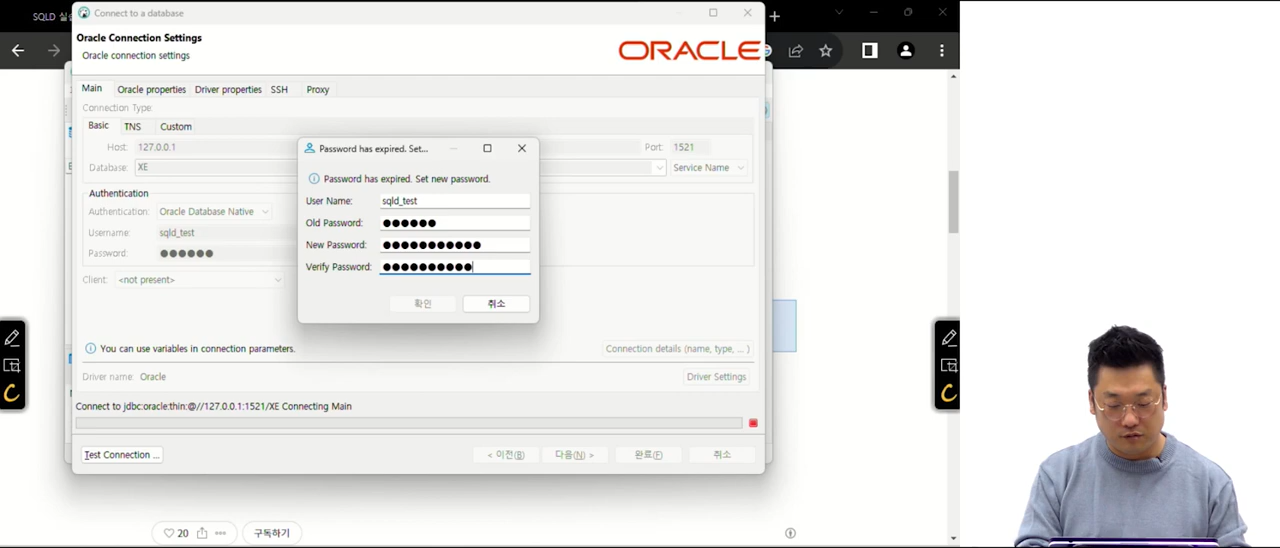 SQLD 실습
Connect to a database
Oracle Connection Settings
Oracle connection settings
ORACLE
Main Oracle properties Driver properties SSH Proxy
Connection Type:
Basic TNS Custom
Host: 127.0.0.1 Port: 1521
Database: XE Service Name
Authentication
Authentication: Oracle Database Native
Username: sqld_test
Password: ●●●●●●
Client: <not present>
Password has expired. Set...
Password has expired. Set new password.
User Name: sqld_test
Old Password: ●●●●●●
New Password: ●●●●●●●●●●●
Verify Password: ●●●●●●●●●●
확인 취소
You can use variables in connection parameters. Connection details (name, type, ... )
Driver name: Oracle Driver Settings
Connect to jdbc:oracle:thin:@//127.0.0.1:1521/XE Connecting Main
Test Connection ... < 이전(B) 다음(N) > 완료(F) 취소
20 구독하기